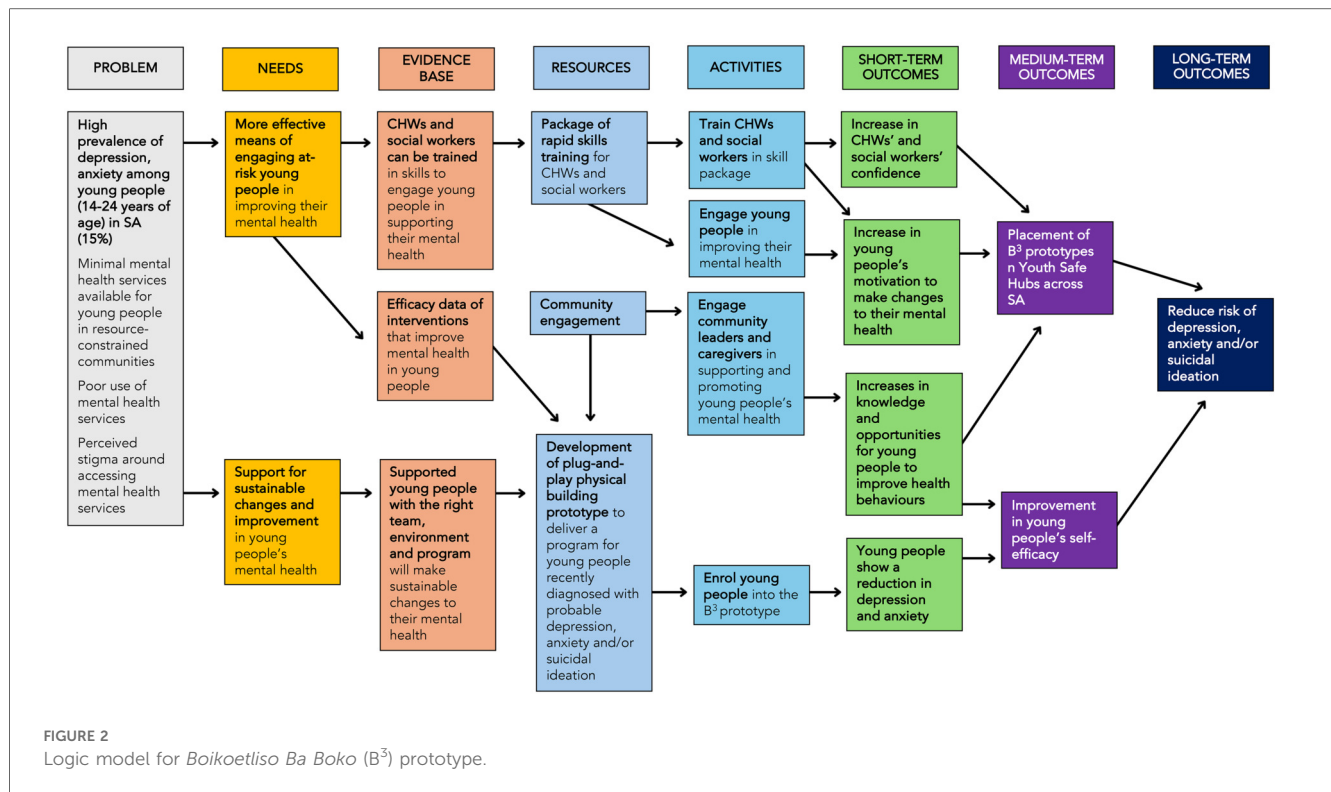 PROBLEM
NEEDS
EVIDENCE
BASE
RESOURCES
ACTIVITIES
SHORT-TERM
OUTCOMES
MEDIUM-TERM
OUTCOMES
LONG-TERM
OUTCOMES
High
prevalence of
depression,
anxiety among
young people
(14-24 years of
age) in SA
(15%)
Minimal mental
health services
available for
young people
in resource-
constrained
communities
Poor use of
mental health
services
Perceived
stigma around
accessing
mental health
services
More effective
means of
engaging at-
risk young
people in
improving their
mental health
Support for
sustainable
changes and
improvement
in young
people's
mental health
CHWs and
social workers
can be trained
in skills to
engage young
people in
supporting
their mental
health
Efficacy data of
interventions
that improve
mental health
in young
people
Supported
young people
with the right
team,
environment
and program
will make
sustainable
changes to
their mental
health
Package of
rapid skills
training for
CHWs and
social workers
Community
engagement
Development
of plug-and-
play physical
building
prototype to
deliver a
program for
young people
recently
diagnosed with
probable
depression,
anxiety and/or
suicidal
ideation
Train CHWs
and social
workers in skill
package
Engage young
people in
improving their
mental health
Engage
community
leaders and
caregivers in
supporting and
promoting
young people's
mental health
Enrol young
people into the
B³ prototype
Increase in
CHWs' and
social workers'
confidence
Increase in
young
people's
motivation to
make changes
to their mental
health
Increases in
knowledge
and
opportunities
for young
people to
improve health
behaviours
Young people
show a
reduction in
depression
and anxiety
Placement of
B³ prototypes
n Youth Safe
Hubs across
SA
Improvement
in young
people's self-
efficacy
Reduce risk of
depression,
anxiety and/or
suicidal
ideation
FIGURE 2
Logic model for Boikoetliso Ba Boko (B³) prototype.